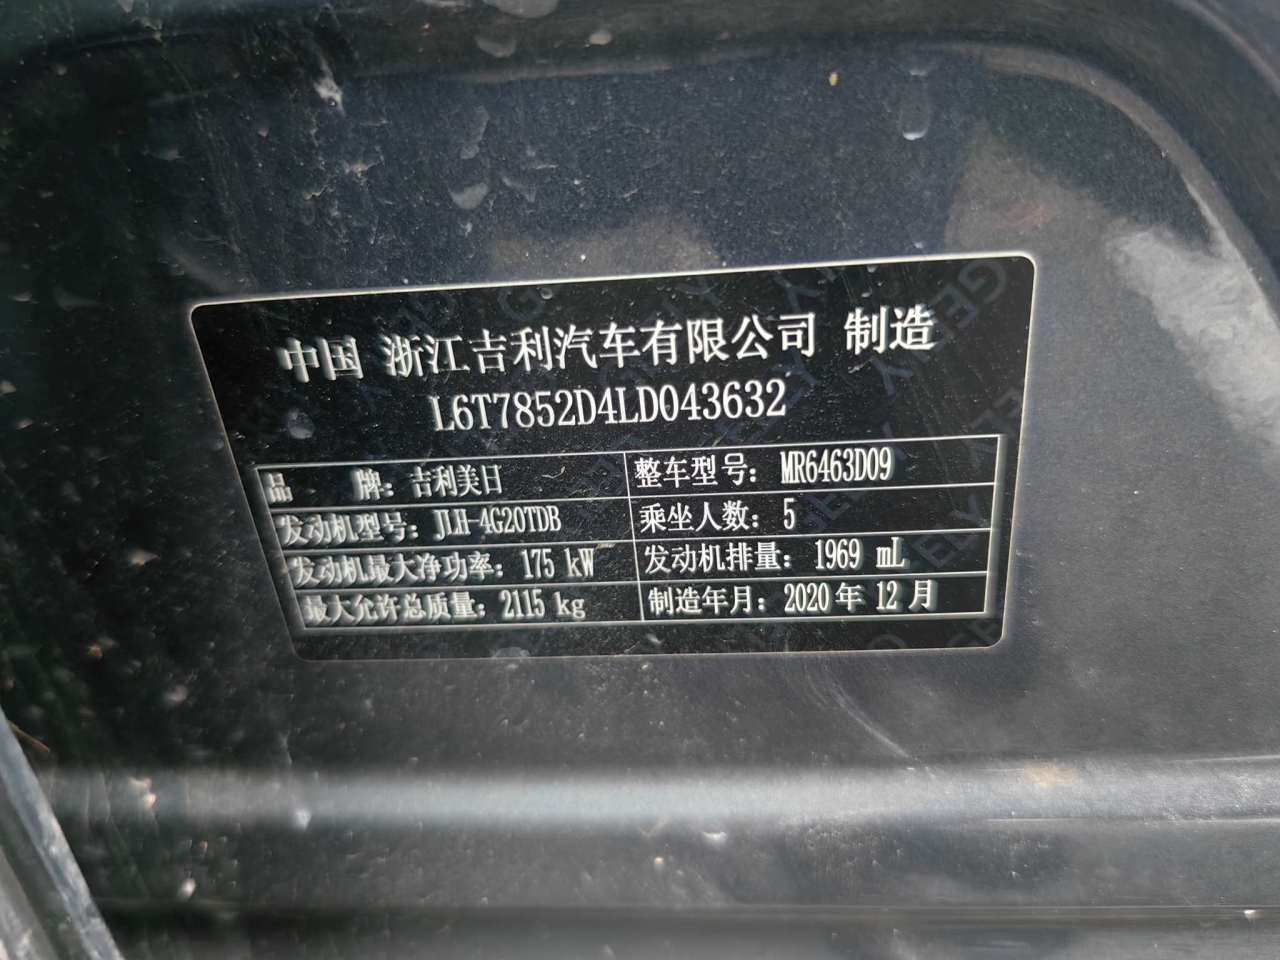 中国 浙江吉利汽车有限公司 制造
L6T7852D4LD043632
品 牌：吉利美日 整车型号：MR6463D09
发动机型号：JLH-4G20TDB 乘坐人数：5
发动机最大净功率：175 kW 发动机排量：1969 mL
最大允许总质量：2115 kg 制造年月：2020 年 12 月
GEELY